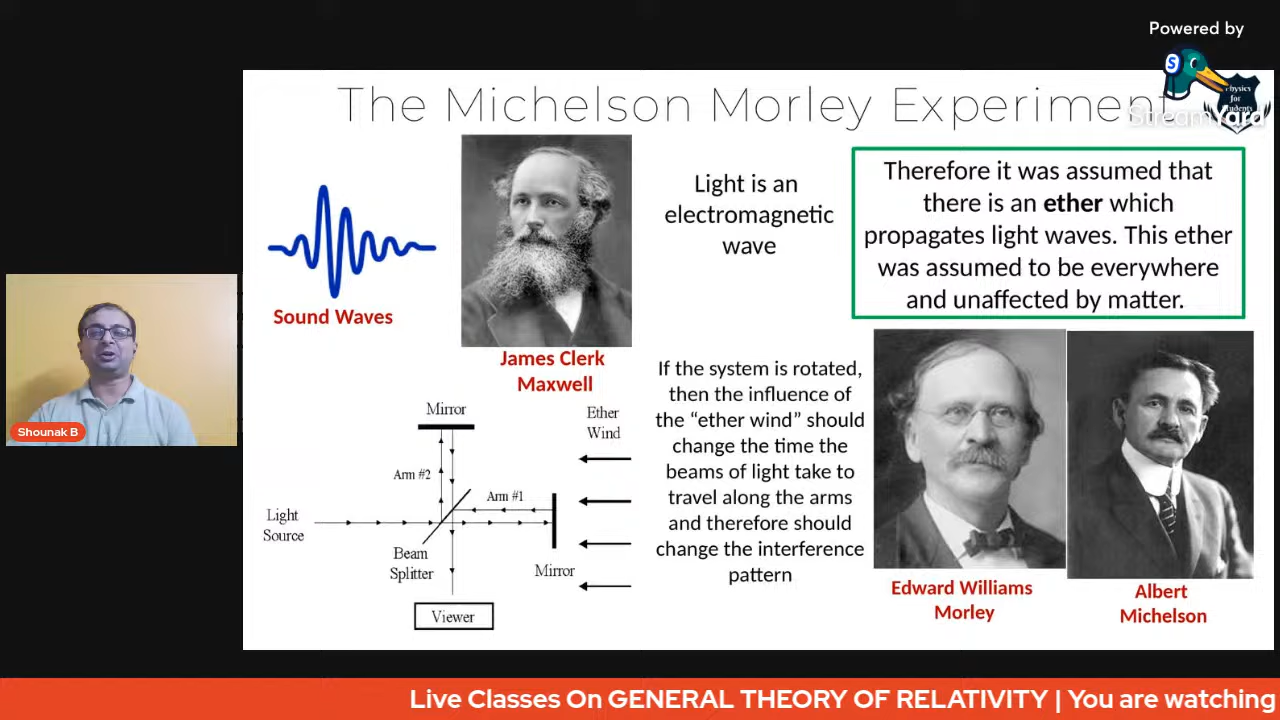 Powered by
S
Physics
for
Students
StreamYard
The Michelson Morley Experiment
Sound Waves
James Clerk
Maxwell
Light is an
electromagnetic
wave
Therefore it was assumed that
there is an ether which
propagates light waves. This ether
was assumed to be everywhere
and unaffected by matter.
Shounak B
Mirror
Ether
Wind
Arm #2
Arm #1
Light
Source
Beam
Splitter
Mirror
Viewer
If the system is rotated,
then the influence of
the “ether wind” should
change the time the
beams of light take to
travel along the arms
and therefore should
change the interference
pattern
Edward Williams
Morley
Albert
Michelson
Live Classes On GENERAL THEORY OF RELATIVITY | You are watching